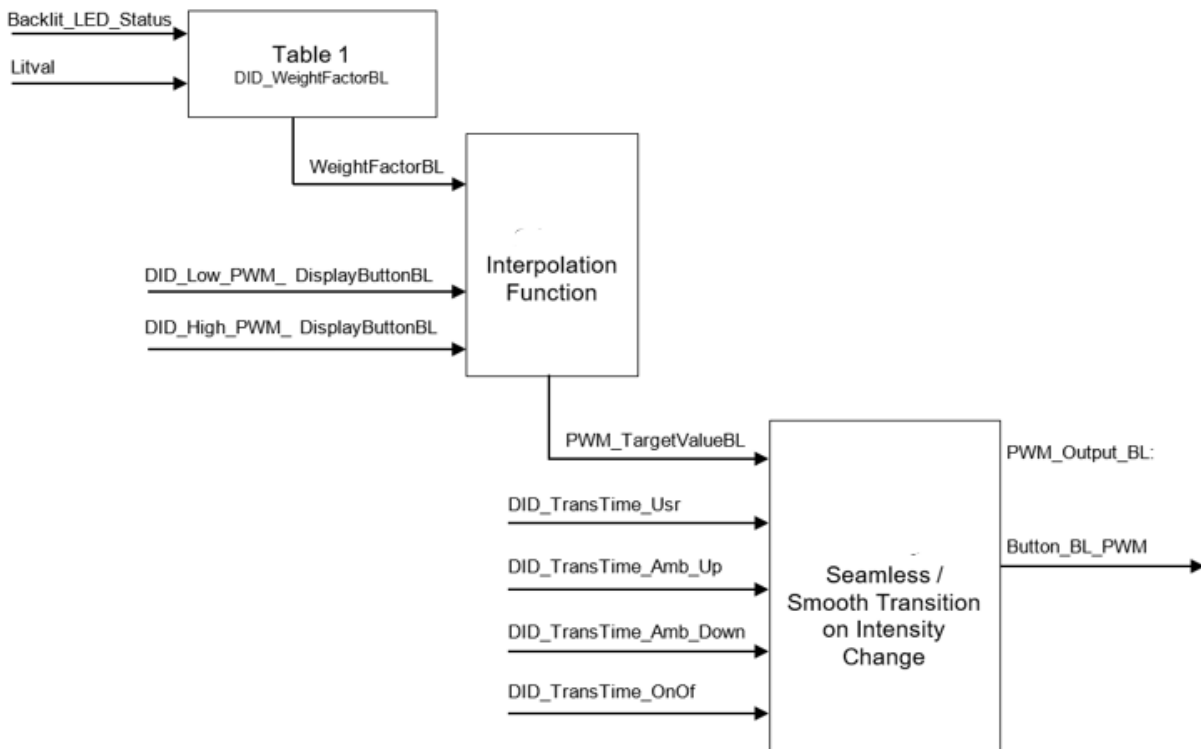 Backlit_LED_Status
Litval
Table 1
DID_WeightFactorBL
WeightFactorBL
DID_Low_PWM_ DisplayButtonBL
DID_High_PWM_ DisplayButtonBL
Interpolation
Function
PWM_TargetValueBL
DID_TransTime_Usr
DID_TransTime_Amb_Up
DID_TransTime_Amb_Down
DID_TransTime_OnOf
Seamless /
Smooth Transition
on Intensity
Change
PWM_Output_BL:
Button_BL_PWM